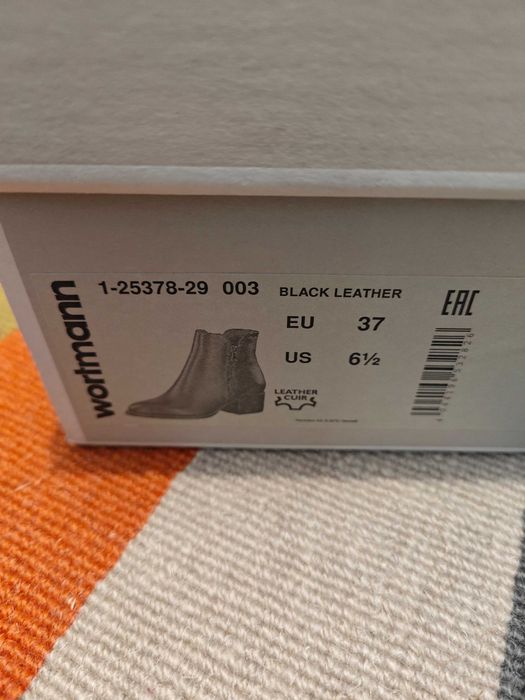 wortmann
1-25378-29 003 BLACK LEATHER
EU 37
US 6½
LEATHER
CUIR
EAC